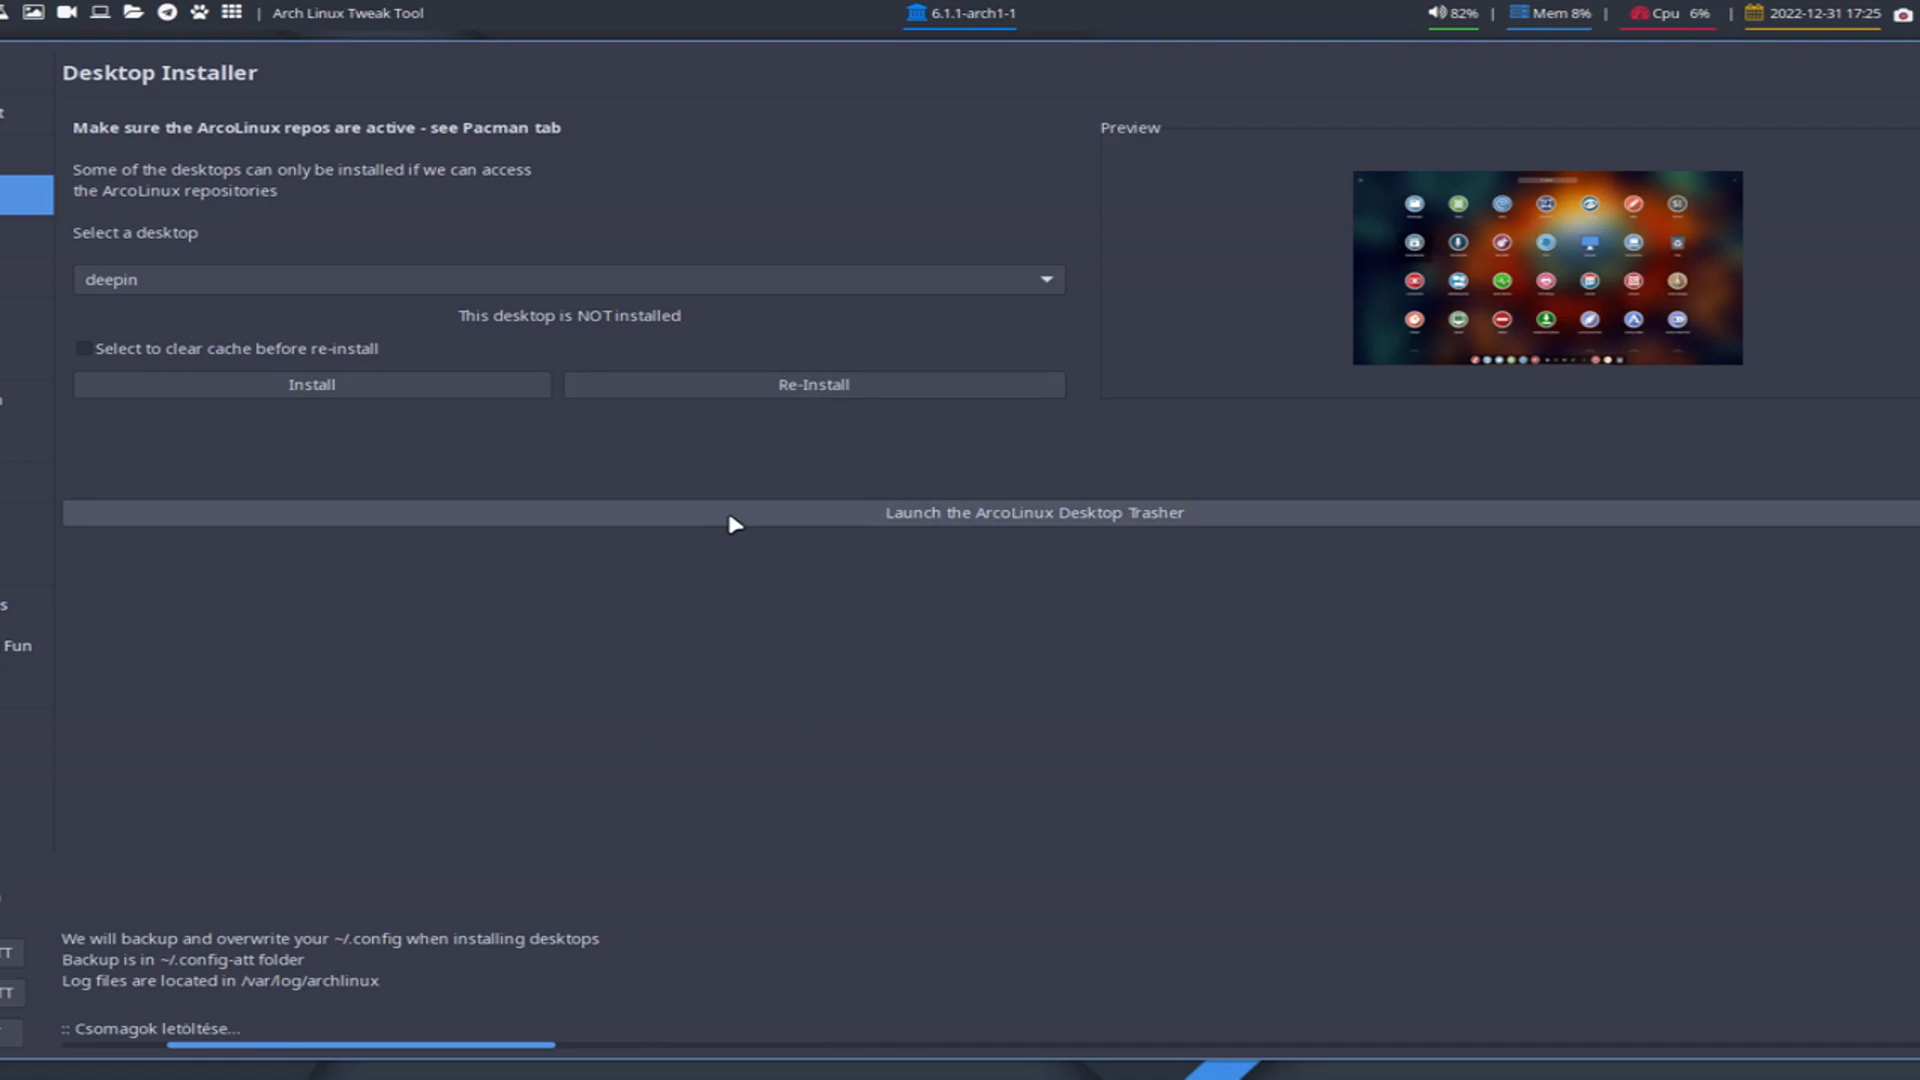 | Arch Linux Tweak Tool
6.1.1-arch1-1
82% | Mem 8% | Cpu 6% | 2022-12-31 17:25
Desktop Installer
t
Make sure the ArcoLinux repos are active - see Pacman tab
Some of the desktops can only be installed if we can access
the ArcoLinux repositories
Select a desktop
deepin
This desktop is NOT installed
Select to clear cache before re-install
Install
Re-Install
Preview
Launch the ArcoLinux Desktop Trasher
s
Fun
We will backup and overwrite your ~/.config when installing desktops
TT
Backup is in ~/.config-att folder
Log files are located in /var/log/archlinux
TT
:: Csomagok letöltése...